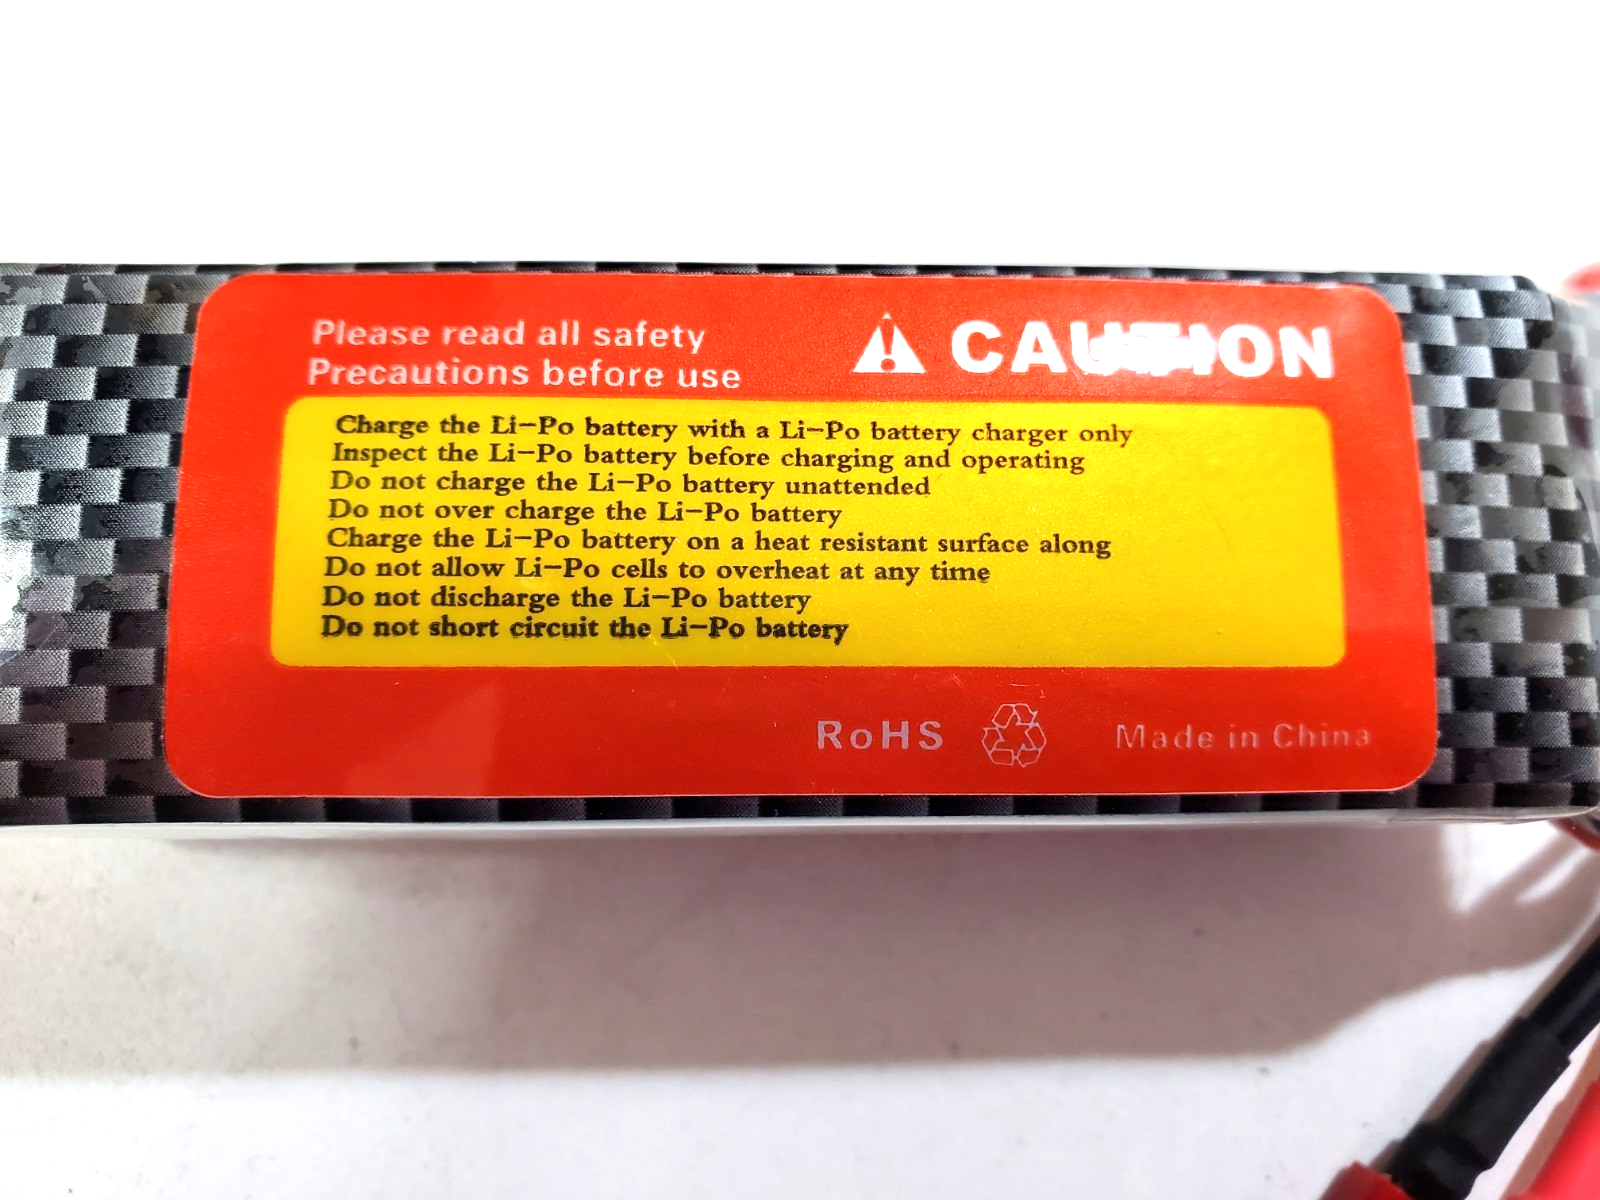 Please read all safety
Precautions before use
CAUTION
Charge the Li-Po battery with a Li-Po battery charger only
Inspect the Li-Po battery before charging and operating
Do not charge the Li-Po battery unattended
Do not over charge the Li-Po battery
Charge the Li-Po battery on a heat resistant surface along
Do not allow Li-Po cells to overheat at any time
Do not discharge the Li-Po battery
Do not short circuit the Li-Po battery
RoHS
Made in China